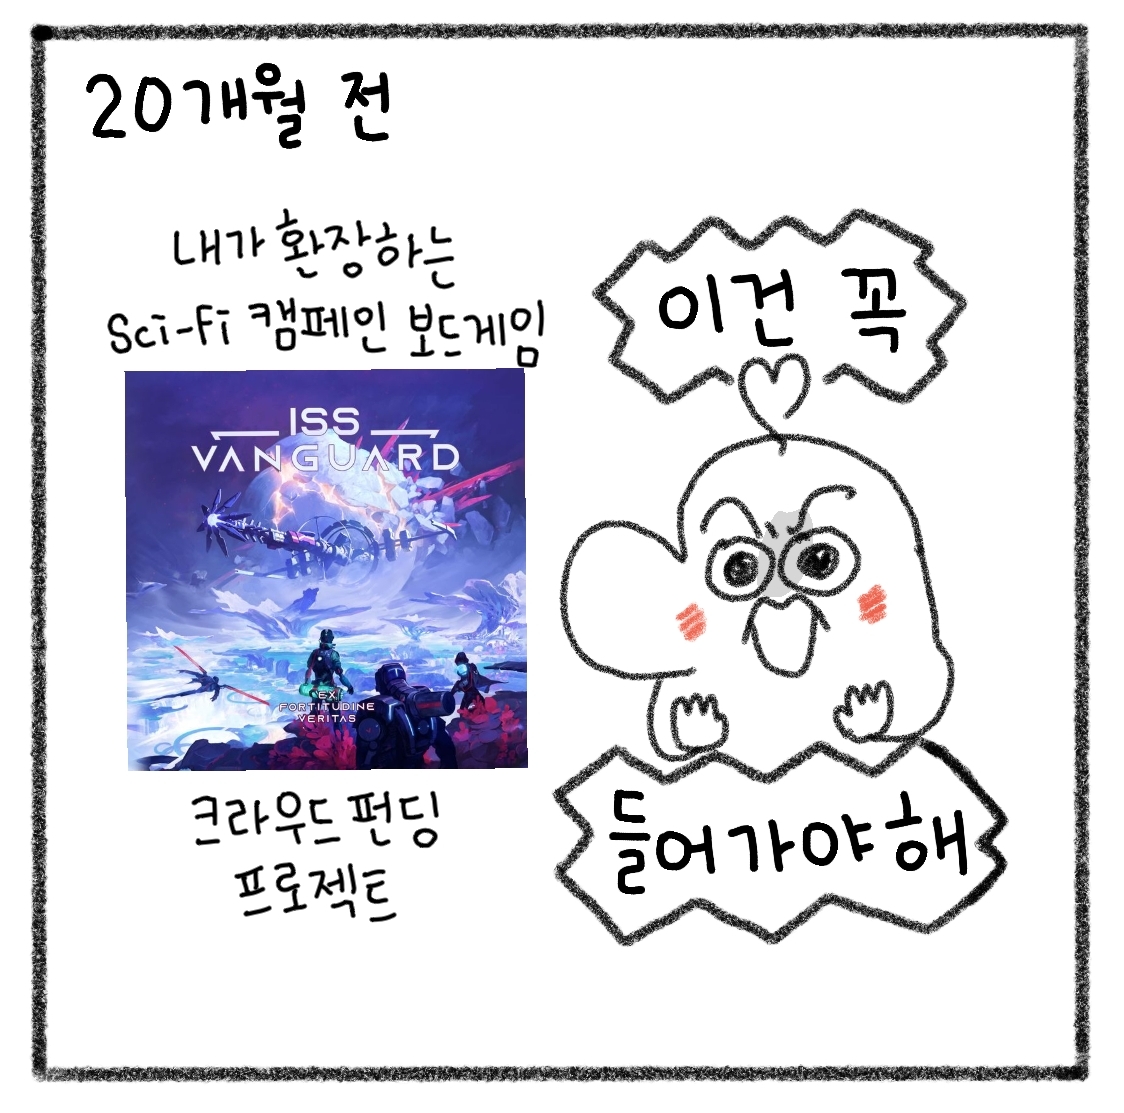 20개월 전
내가 환장하는
Sci-Fi 캠페인 보드게임
ISS
VANGUARD
EX
FORTITUDINE
VERITAS
크라우드 펀딩
프로젝트
이건 꼭
들어가야해